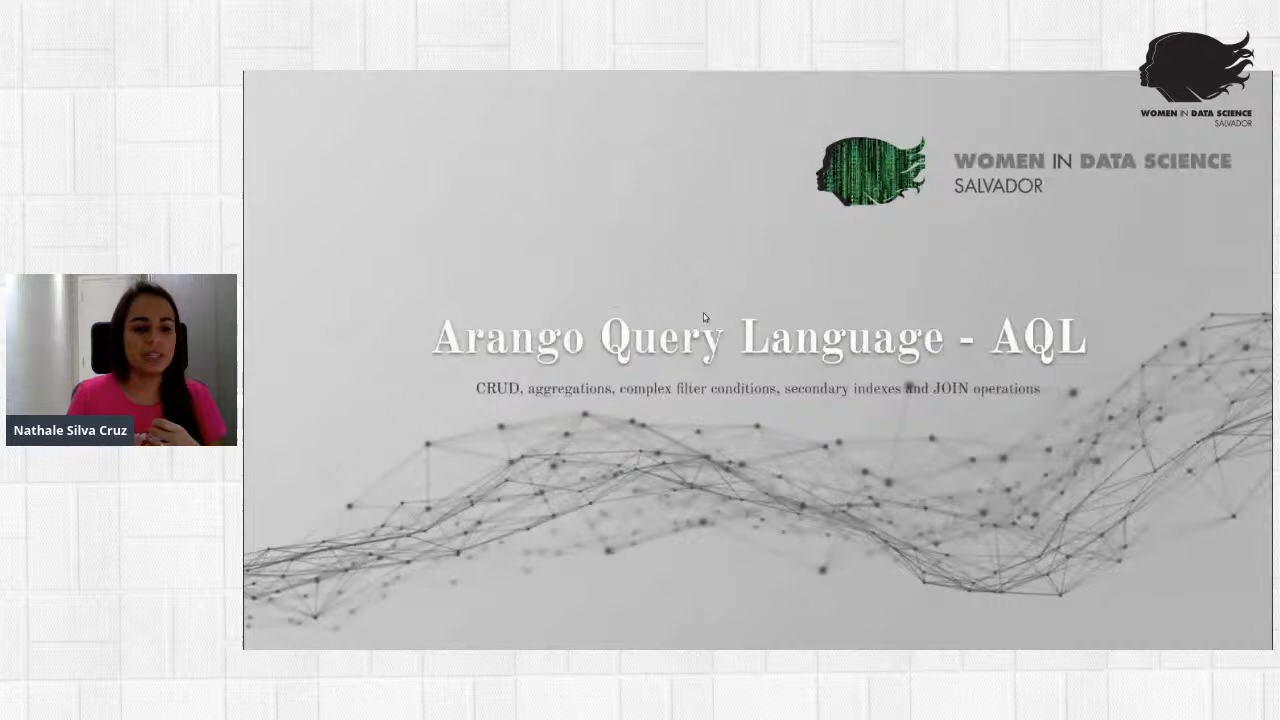 WOMEN IN DATA SCIENCE
SALVADOR
WOMEN IN DATA SCIENCE
SALVADOR
Arango Query Language - AQL
CRUD, aggregations, complex filter conditions, secondary indexes and JOIN operations
Nathale Silva Cruz